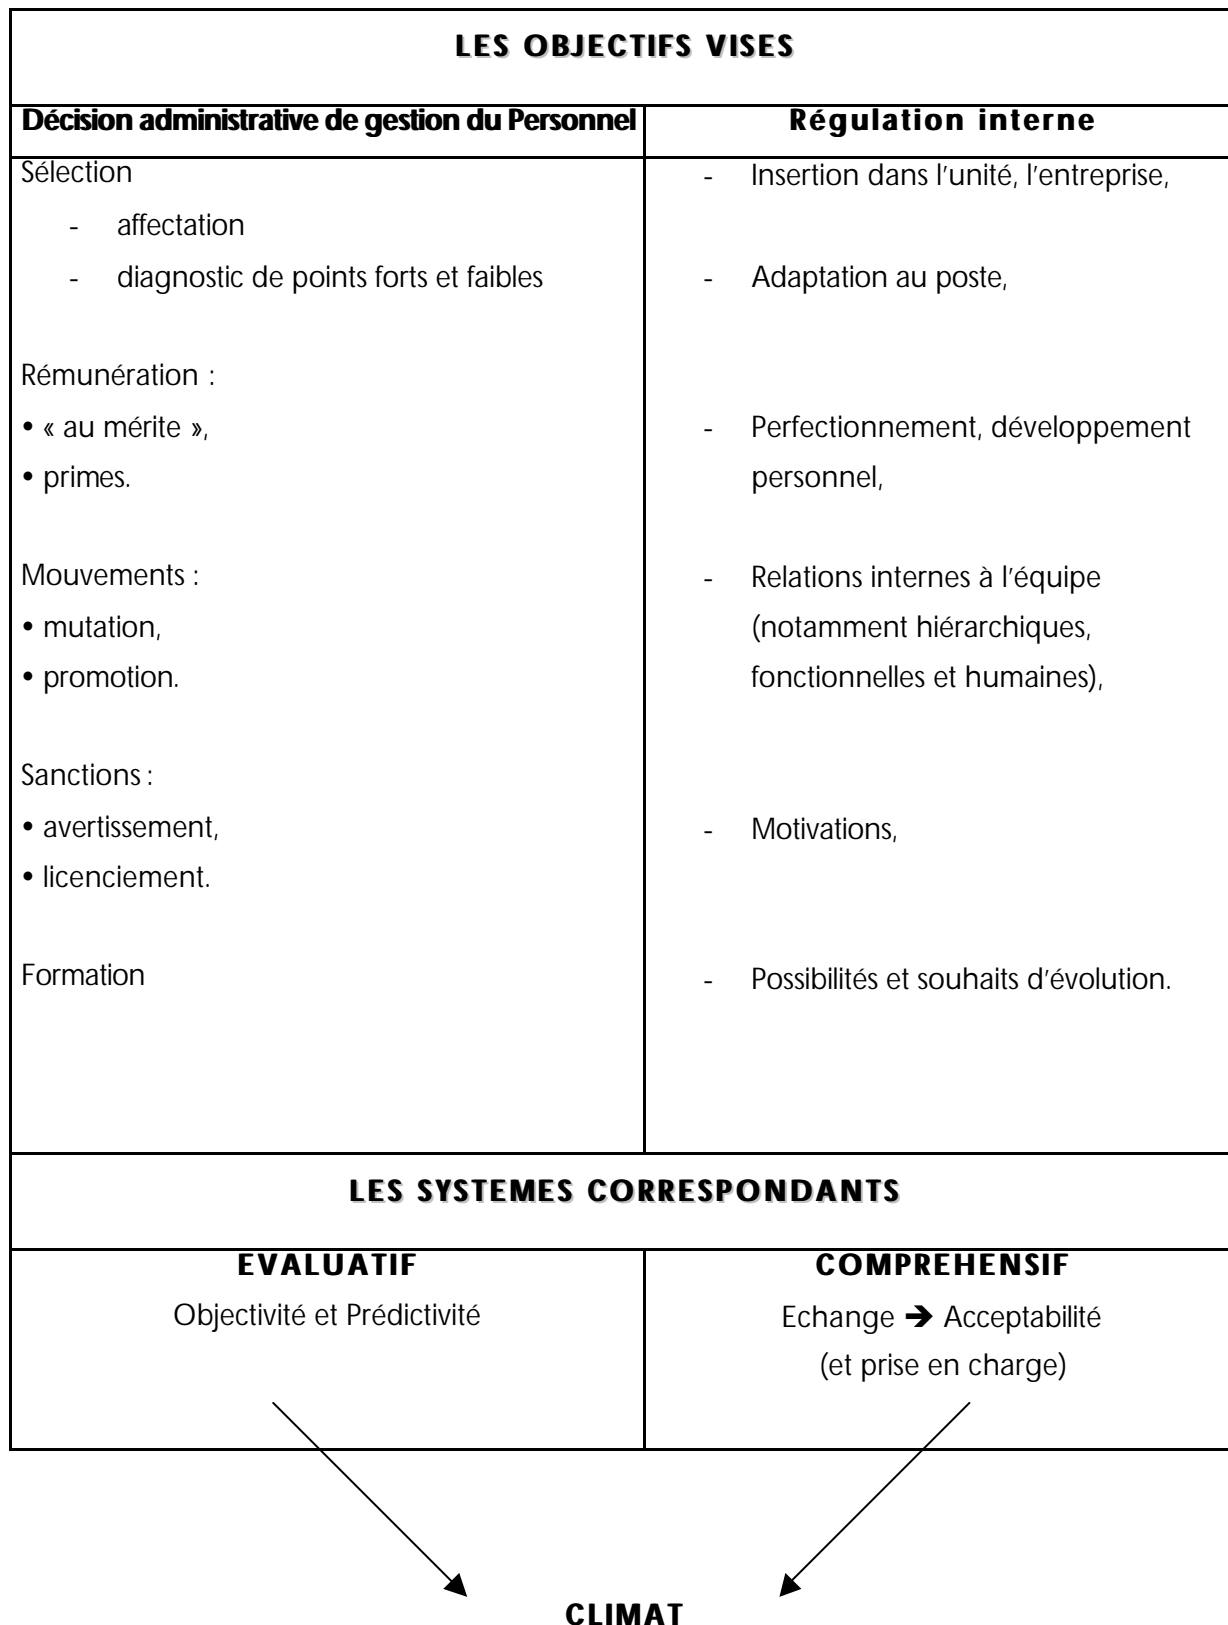 LES OBJECTIFS VISES
Décision administrative de gestion du Personnel
Régulation interne
Sélection
- affectation
- diagnostic de points forts et faibles
Rémunération :
• « au mérite »,
• primes.
Mouvements :
• mutation,
• promotion.
Sanctions :
• avertissement,
• licenciement.
Formation
- Insertion dans l'unité, l'entreprise,
- Adaptation au poste,
- Perfectionnement, développement
personnel,
- Relations internes à l'équipe
(notamment hiérarchiques,
fonctionnelles et humaines),
- Motivations,
- Possibilités et souhaits d'évolution.
LES SYSTEMES CORRESPONDANTS
EVALUATIF
Objectivité et Prédictivité
COMPREHENSIF
Echange ➔ Acceptabilité
(et prise en charge)
CLIMAT